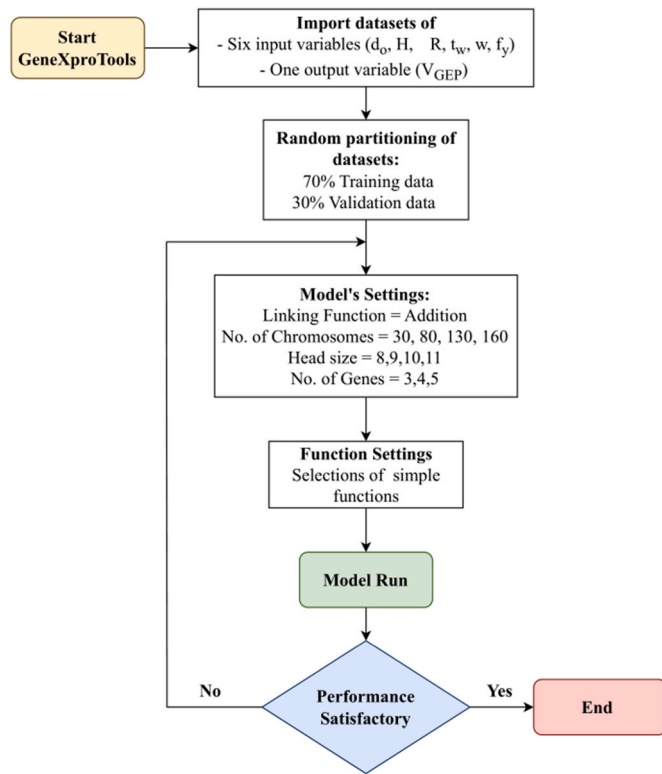 Start
GeneXproTools
Import datasets of
- Six input variables (dₒ, H, R, t_w, w, f_y)
- One output variable (V_GEP)
Random partitioning of
datasets:
70% Training data
30% Validation data
Model's Settings:
Linking Function = Addition
No. of Chromosomes = 30, 80, 130, 160
Head size = 8,9,10,11
No. of Genes = 3,4,5
Function Settings
Selections of simple
functions
Model Run
Performance
Satisfactory
No
Yes
End